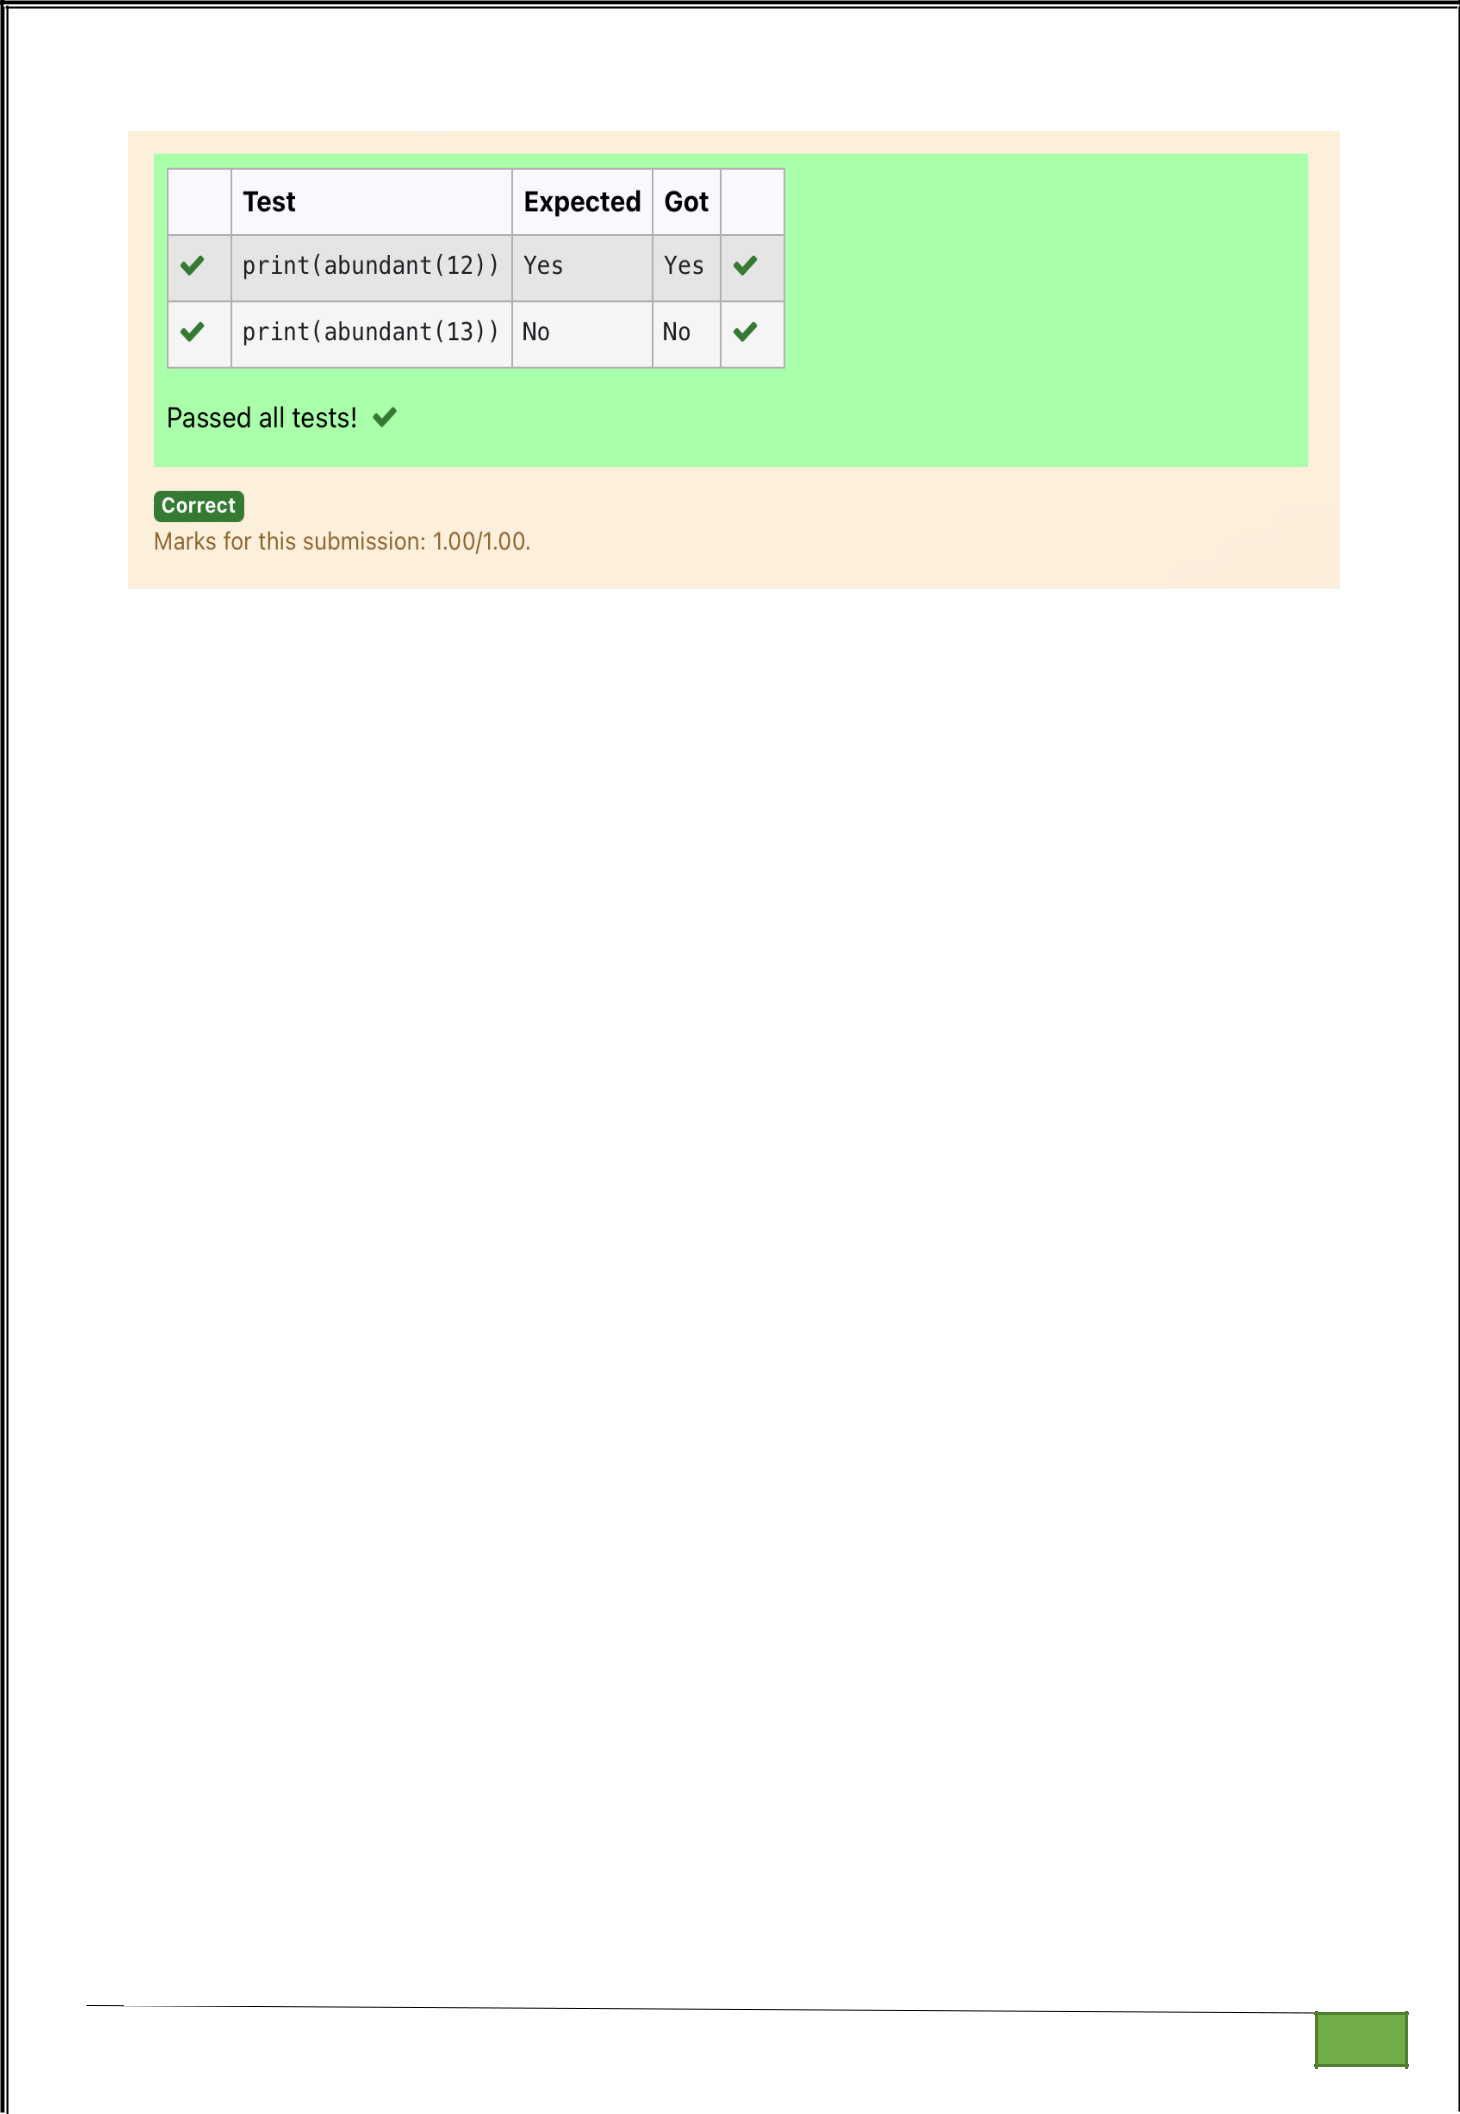 Test Expected Got
print(abundant(12)) Yes Yes
print(abundant(13)) No No
Passed all tests!
Correct
Marks for this submission: 1.00/1.00.